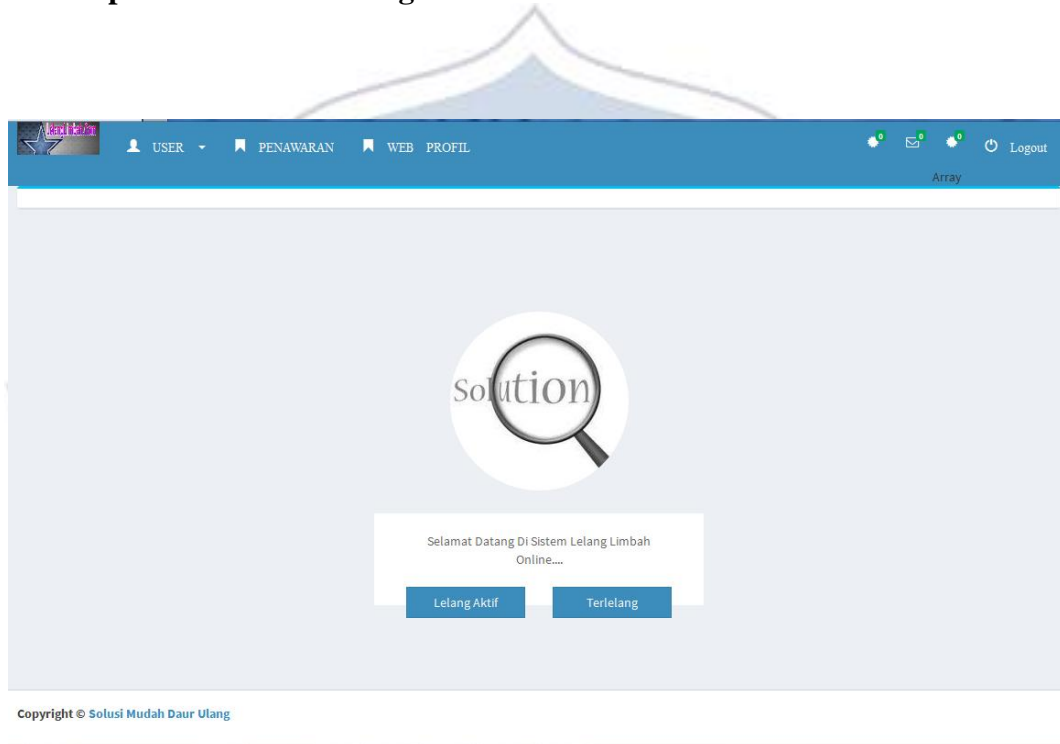 USER PENAWARAN WEB PROFIL 0 0 0 Logout
Array
Solution
Selamat Datang Di Sistem Lelang Limbah
Online....
Lelang Aktif Terlelang
Copyright © Solusi Mudah Daur Ulang